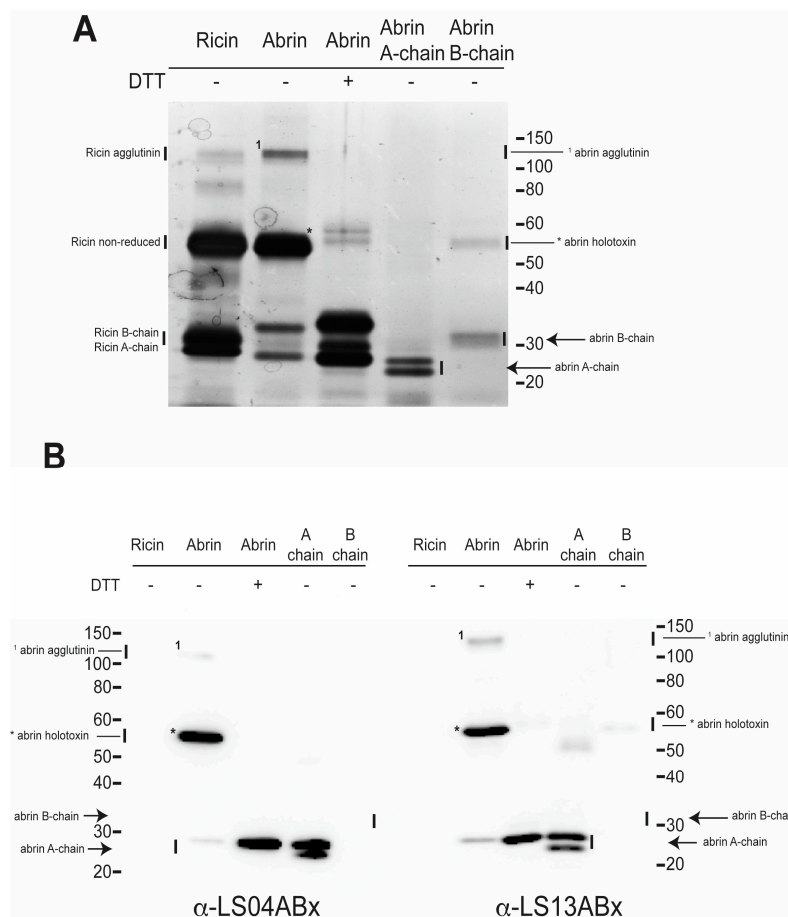 A
Ricin Abrin Abrin Abrin A-chain Abrin B-chain
DTT - - + - -
Ricin agglutinin
1
¹ abrin agglutinin
150
100
80
60
Ricin non-reduced
*
* abrin holotoxin
50
40
Ricin B-chain
Ricin A-chain
30
abrin B-chain
abrin A-chain
20
B
Ricin Abrin Abrin A chain B chain
DTT - - + - -
150
¹ abrin agglutinin
1
100
80
60
* abrin holotoxin
*
50
40
abrin B-chain
30
abrin A-chain
20
α-LS04ABx
Ricin Abrin Abrin A chain B chain
- - + - -
150
1
¹ abrin agglutinin
100
80
60
*
* abrin holotoxin
50
40
30
abrin B-cha
abrin A-chain
20
α-LS13ABx